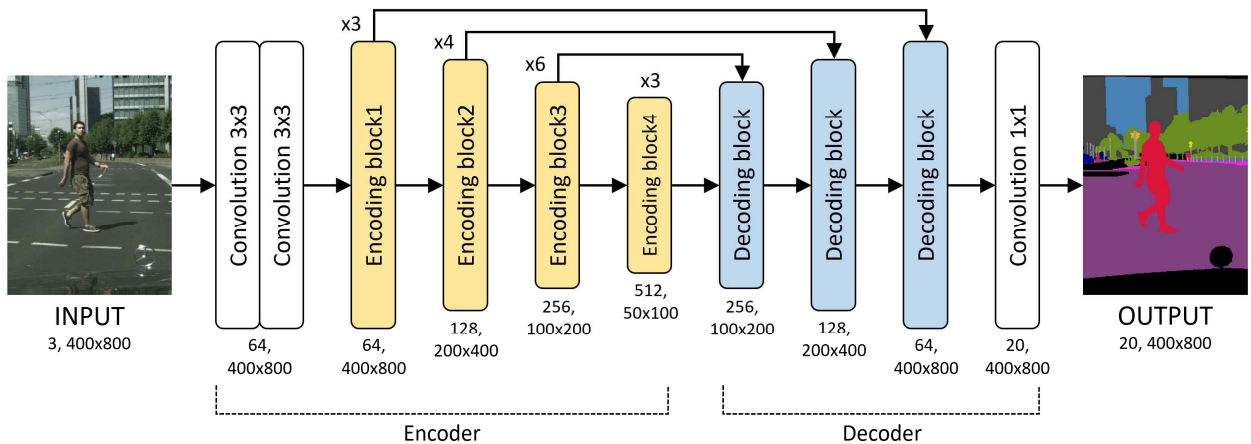 x3
x4
x6
x3
Convolution 3x3
Convolution 3x3
Encoding block1
Encoding block2
Encoding block3
Encoding block4
Decoding block
Decoding block
Decoding block
Convolution 1x1
INPUT
3, 400x800
64,
400x800
64,
400x800
128,
200x400
256,
100x200
512,
50x100
256,
100x200
128,
200x400
64,
400x800
20,
400x800
OUTPUT
20, 400x800
Encoder
Decoder